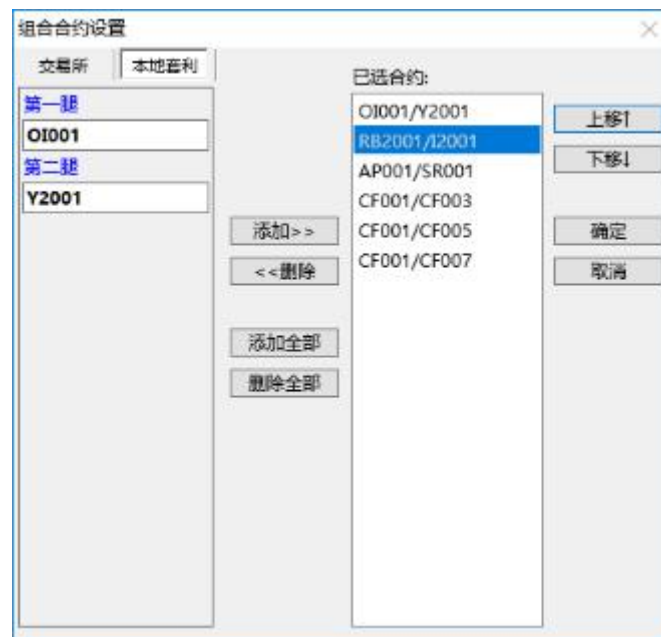 组合合约设置
交易所
本地套利
第一腿
OI001
第二腿
Y2001
添加>>
<<删除
添加全部
删除全部
已选合约:
OI001/Y2001
RB2001/I2001
AP001/SR001
CF001/CF003
CF001/CF005
CF001/CF007
上移↑
下移↓
确定
取消